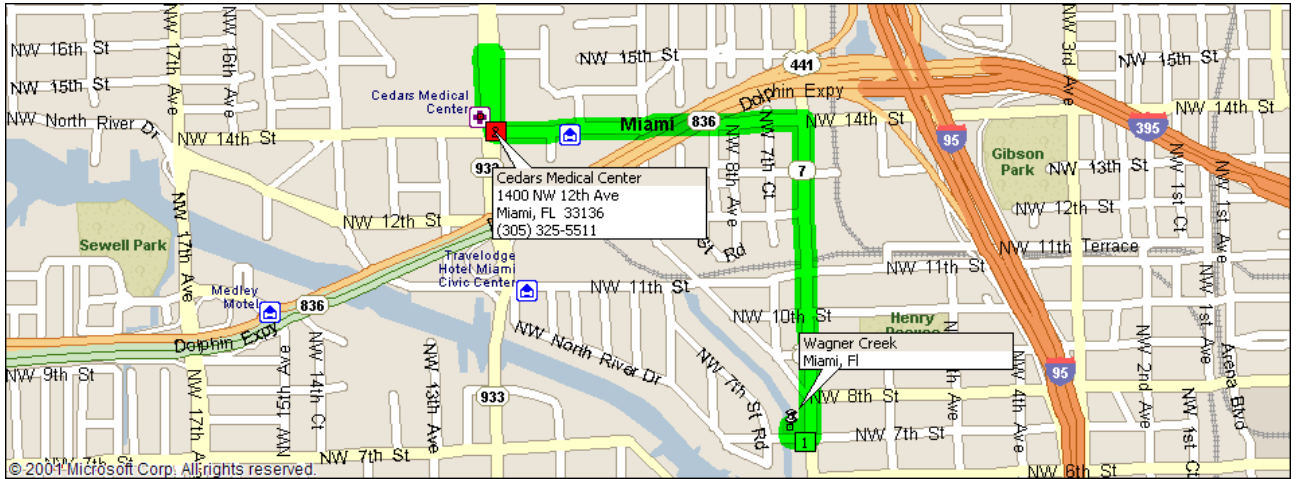 NW 16th St
NW 17th Ave
NW 16th Ave
NW 15th St
441
NW 3rd Ave
NW 15th St
NW 15th St
Cedars Medical
Center
Dolphin Expy
NW North River Dr
NW 14th St
2
Miami
836
NW 14th St
95
395
NW 14th St
933
Cedars Medical Center
1400 NW 12th Ave
Miami, FL 33136
(305) 325-5511
NW 8th Ave
NW 7th Ct
7
Gibson
Park
NW 13th St
NW 1st Ct
NW 1st Ave
NW 12th St
NW 12th St
Sewell Park
NW 17th Ave
St Rd
NW 11th Terrace
Travelodge
Hotel Miami
Civic Center
NW 11th St
NW 11th St
Medley
Motel
836
NW 10th St
Henry
Dolphin Expy
NW North River Dr
Wagner Creek
Miami, Fl
NW 1st Ave
Arena Blvd
NW 9th St
NW 17th Ave
NW 15th Ave
NW 14th Ct
NW 13th Ave
933
NW 7th St Rd
NW 8th St
95
NW 4th Ave
NW 2nd Ave
NW 1st Ct
1
NW 7th St
NW 7th St
NW 6th St
© 2001 Microsoft Corp. All rights reserved.